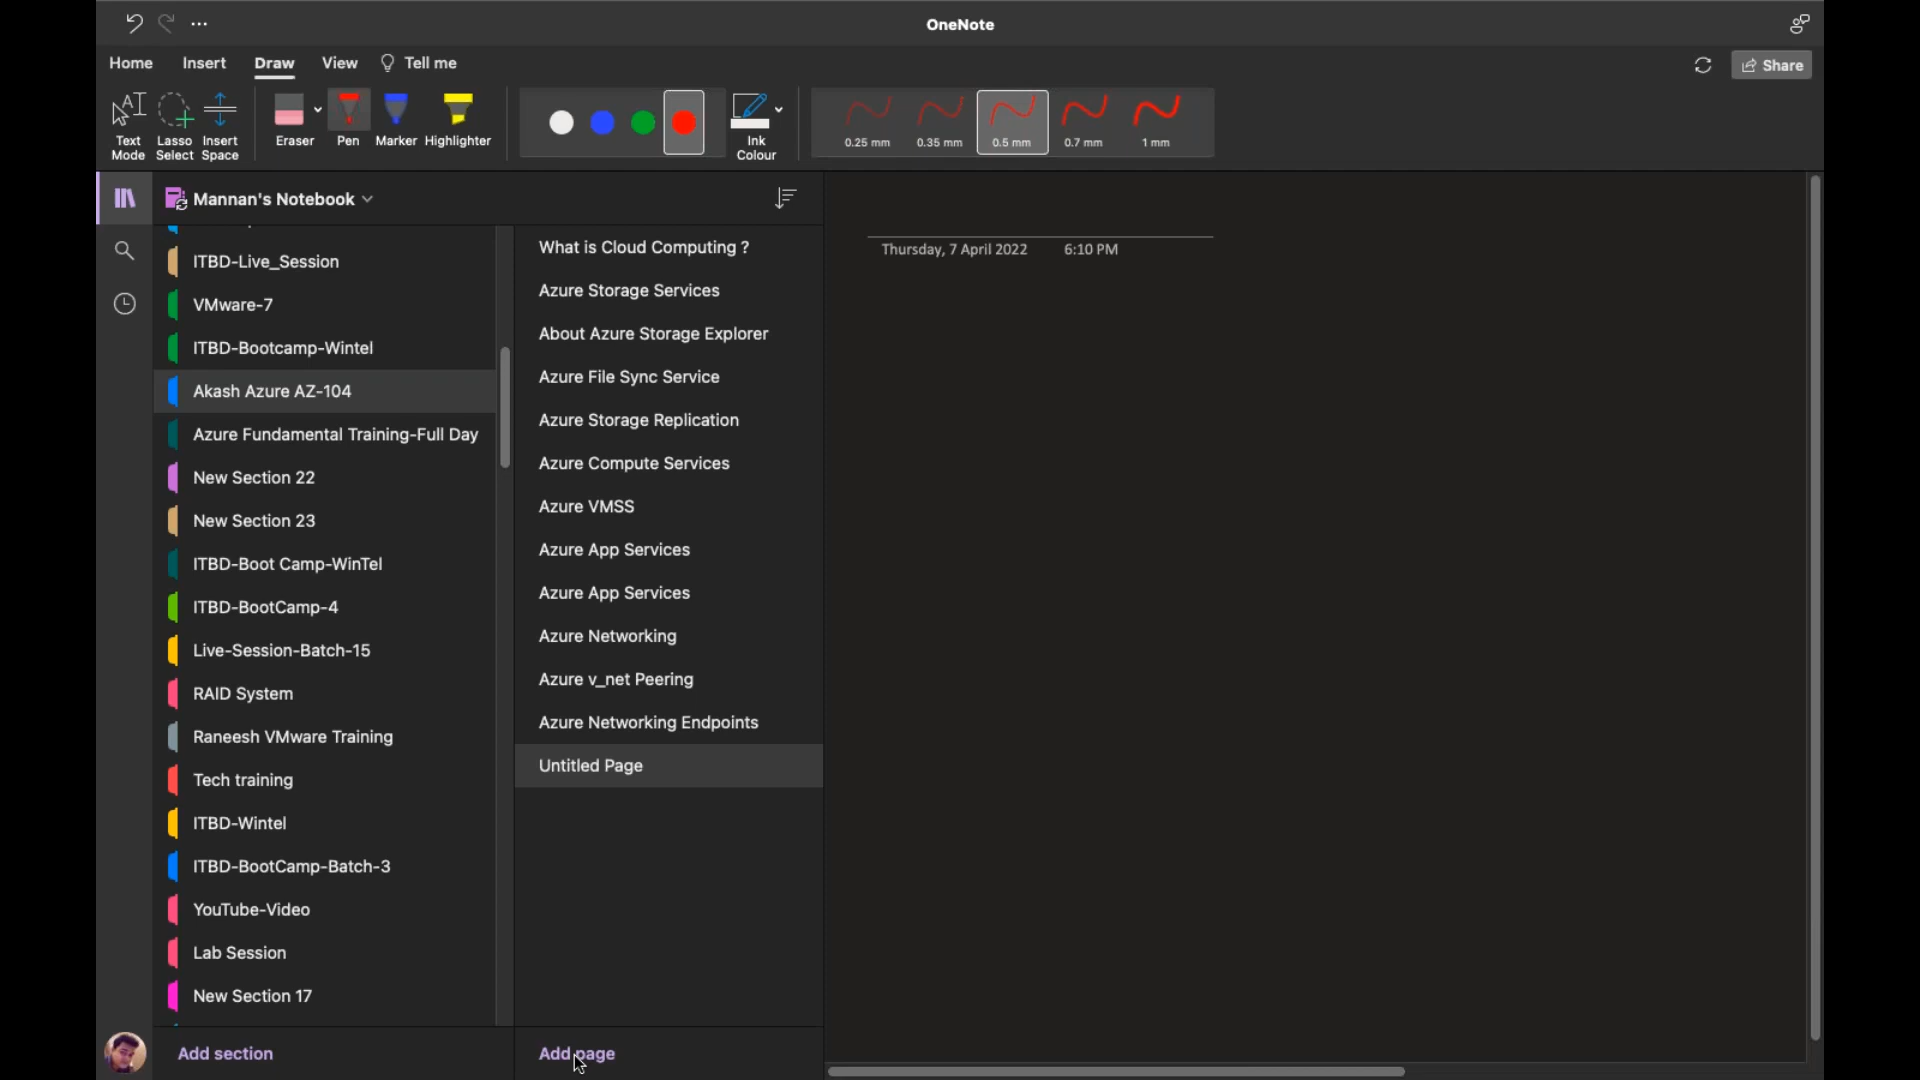 OneNote
Home Insert Draw View Tell me
Share
Text Mode
Lasso Select
Insert Space
Eraser
Pen
Marker
Highlighter
Ink Colour
0.25 mm
0.35 mm
0.5 mm
0.7 mm
1 mm
Mannan's Notebook
ITBD-Live_Session
VMware-7
ITBD-Bootcamp-Wintel
Akash Azure AZ-104
Azure Fundamental Training-Full Day
New Section 22
New Section 23
ITBD-Boot Camp-WinTel
ITBD-BootCamp-4
Live-Session-Batch-15
RAID System
Raneesh VMware Training
Tech training
ITBD-Wintel
ITBD-BootCamp-Batch-3
YouTube-Video
Lab Session
New Section 17
Add section
What is Cloud Computing ?
Azure Storage Services
About Azure Storage Explorer
Azure File Sync Service
Azure Storage Replication
Azure Compute Services
Azure VMSS
Azure App Services
Azure App Services
Azure Networking
Azure v_net Peering
Azure Networking Endpoints
Untitled Page
Add page
Thursday, 7 April 2022 6:10 PM